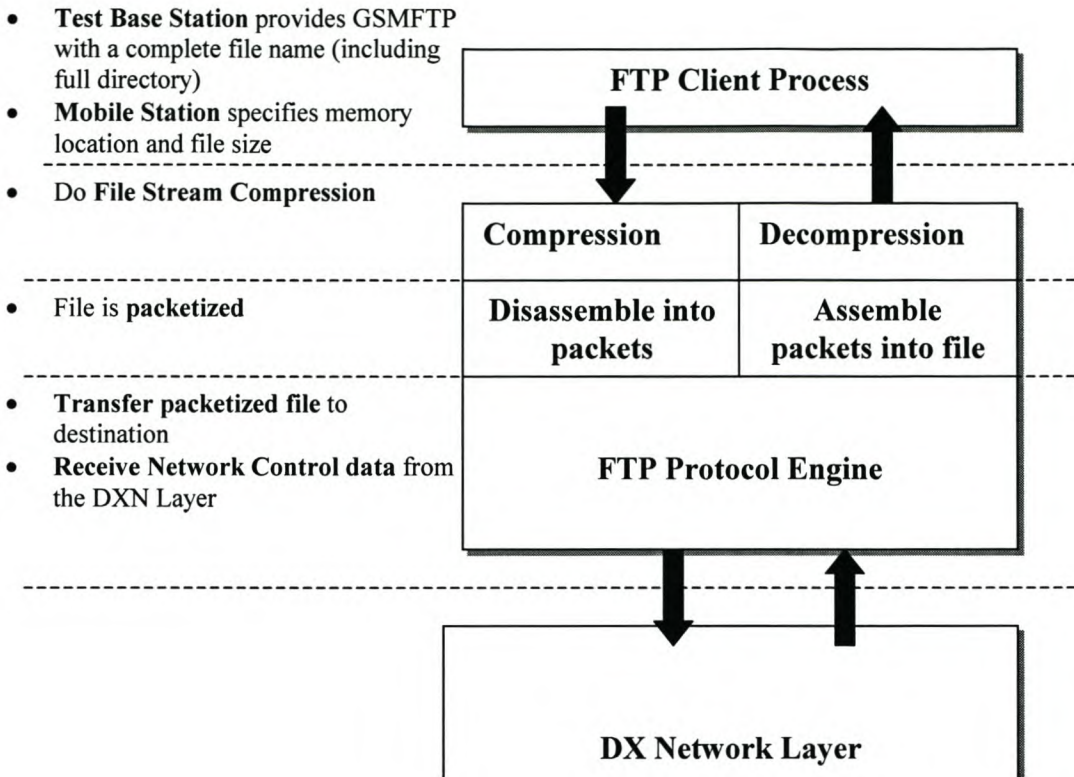 • Test Base Station provides GSMFTP
with a complete file name (including
full directory)
• Mobile Station specifies memory
location and file size
FTP Client Process
• Do File Stream Compression
Compression
Decompression
• File is packetized
Disassemble into
packets
Assemble
packets into file
• Transfer packetized file to
destination
• Receive Network Control data from
the DXN Layer
FTP Protocol Engine
DX Network Layer